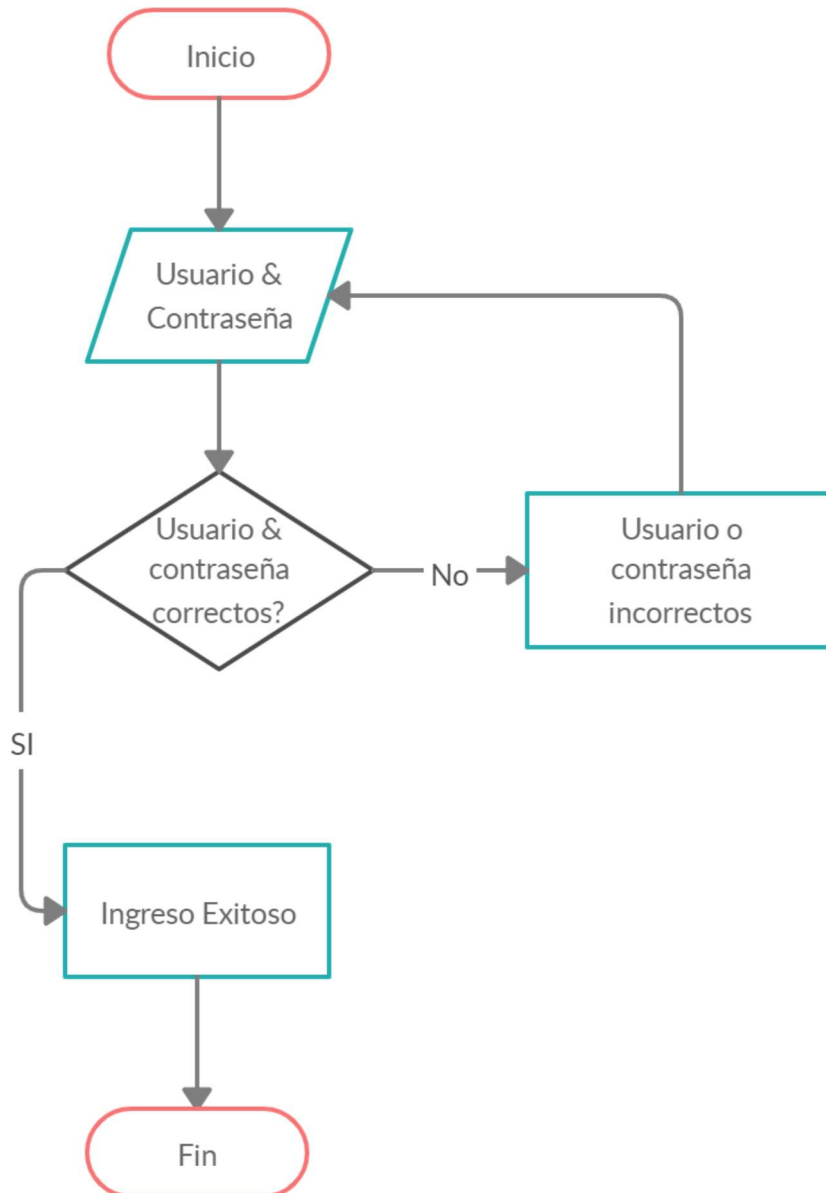 Inicio
Usuario &
Contraseña
Usuario &
contraseña
correctos?
No
Usuario o
contraseña
incorrectos
SI
Ingreso Exitoso
Fin